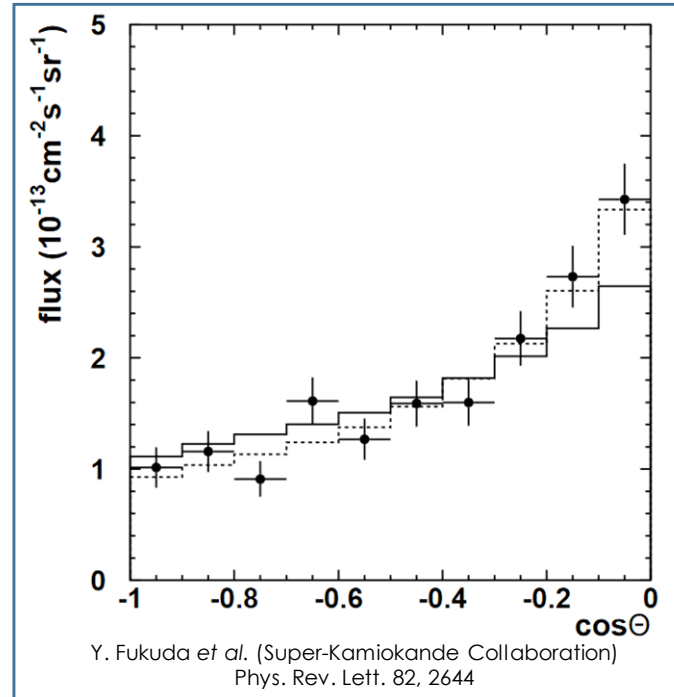 flux (10⁻¹³cm⁻²s⁻¹sr⁻¹)
5
4
3
2
1
0
-1 -0.8 -0.6 -0.4 -0.2 0
cosΘ
Y. Fukuda et al. (Super-Kamiokande Collaboration)
Phys. Rev. Lett. 82, 2644